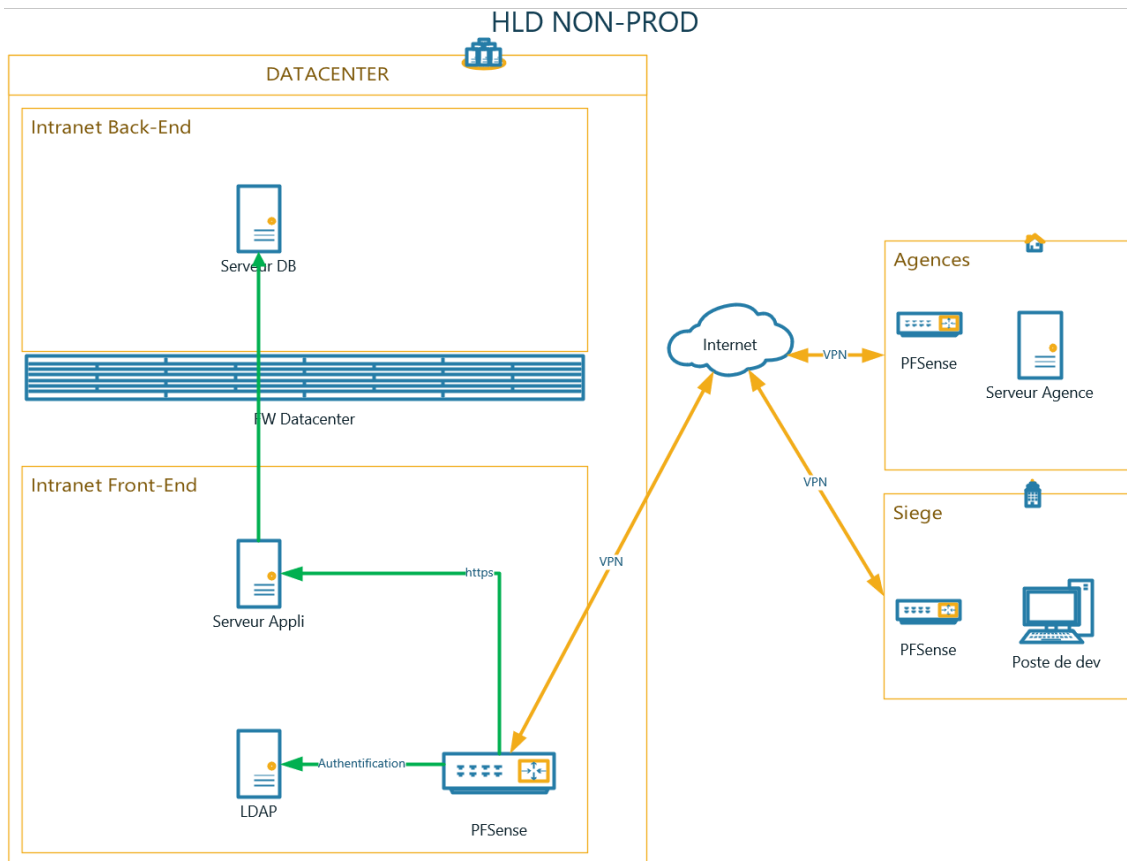 HLD NON-PROD
DATACENTER
Intranet Back-End
Serveur DB
FW Datacenter
Intranet Front-End
https
Serveur Appli
Authentification
LDAP
PFSense
VPN
Internet
VPN
VPN
Agences
PFSense
Serveur Agence
Siege
PFSense
Poste de dev